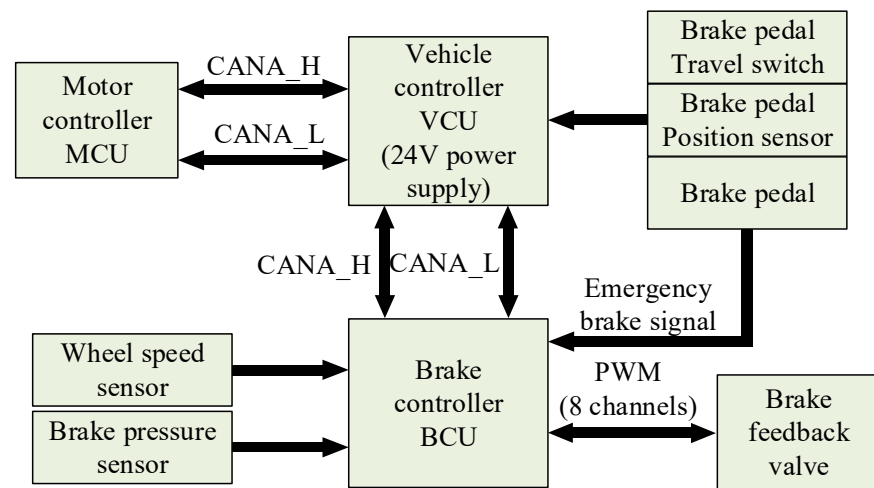 Motor
controller
MCU
CANA_H
CANA_L
Vehicle
controller
VCU
(24V power
supply)
Brake pedal
Travel switch
Brake pedal
Position sensor
Brake pedal
CANA_H
CANA_L
Emergency
brake signal
Wheel speed
sensor
Brake pressure
sensor
Brake
controller
BCU
PWM
(8 channels)
Brake
feedback
valve